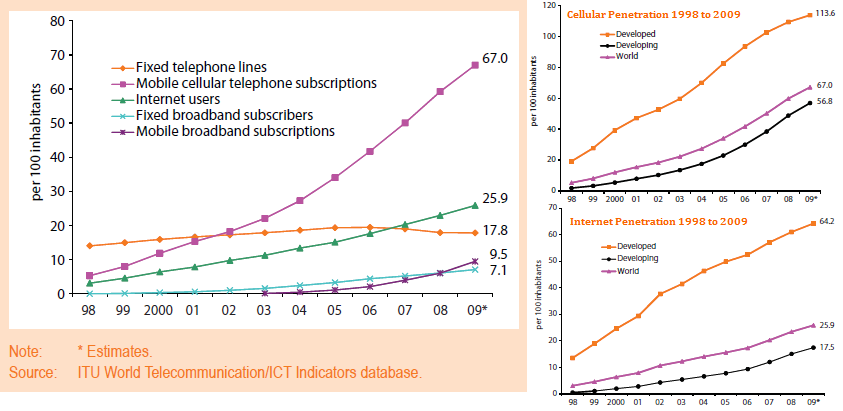 80
70
60
50
40
30
20
10
0
per 100 inhabitants
Fixed telephone lines
Mobile cellular telephone subscriptions
Internet users
Fixed broadband subscribers
Mobile broadband subscriptions
67.0
25.9
17.8
9.5
7.1
98 99 2000 01 02 03 04 05 06 07 08 09*
Note: * Estimates.
Source: ITU World Telecommunication/ICT Indicators database.
Cellular Penetration 1998 to 2009
120
100
80
60
40
20
0
per 100 inhabitants
Developed
Developing
World
113.6
67.0
56.8
98 99 2000 01 02 03 04 05 06 07 08 09*
Internet Penetration 1998 to 2009
70
60
50
40
30
20
10
0
per 100 inhabitants
Developed
Developing
World
64.2
25.9
17.5
98 99 2000 01 02 03 04 05 06 07 08 09*